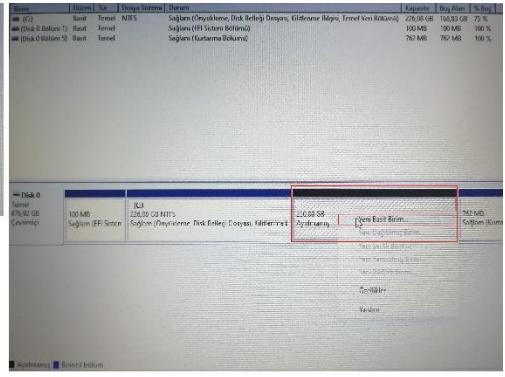 Birim Düzen Tür Dosya Sistemi Durum Kapasite Boş Alan % Boş
(C:) Basit Temel NTFS Sağlam (Önyükleme, Disk Belleği Dosyası, Kilitlenme Bilgisi, Temel Veri Bölümü) 226,08 GB 168,83 GB 75 %
(Disk 0 Bölüm 1) Basit Temel Sağlam (EFI Sistem Bölümü) 100 MB 100 MB 100 %
(Disk 0 Bölüm 5) Basit Temel Sağlam (Kurtarma Bölümü) 762 MB 762 MB 100 %
Disk 0
Temel
476,92 GB
Çevrimiçi
100 MB
Sağlam (EFI Sisten
(C:)
226,08 GB NTFS
Sağlam (Önyükleme, Disk Belleği Dosyası, Kilitlenme I
250,00 GB
Ayrılmamış
762 MB
Sağlam (Kurta
Yeni Basit Birim...
Yeni Dağıtılmış Birim...
Özellikler
Yardım
Ayrılmamış Birincil bölüm